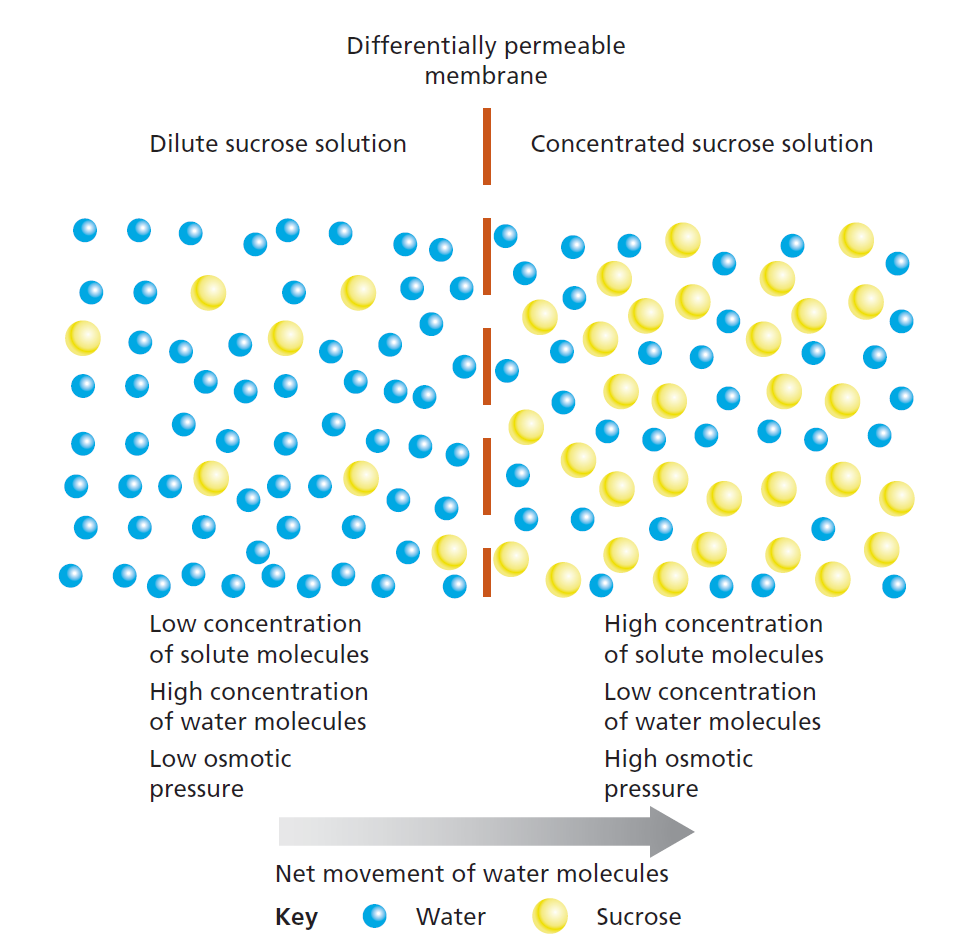 Differentially permeable
membrane
Dilute sucrose solution
Concentrated sucrose solution
Low concentration
of solute molecules
High concentration
of water molecules
Low osmotic
pressure
High concentration
of solute molecules
Low concentration
of water molecules
High osmotic
pressure
Net movement of water molecules
Key Water Sucrose